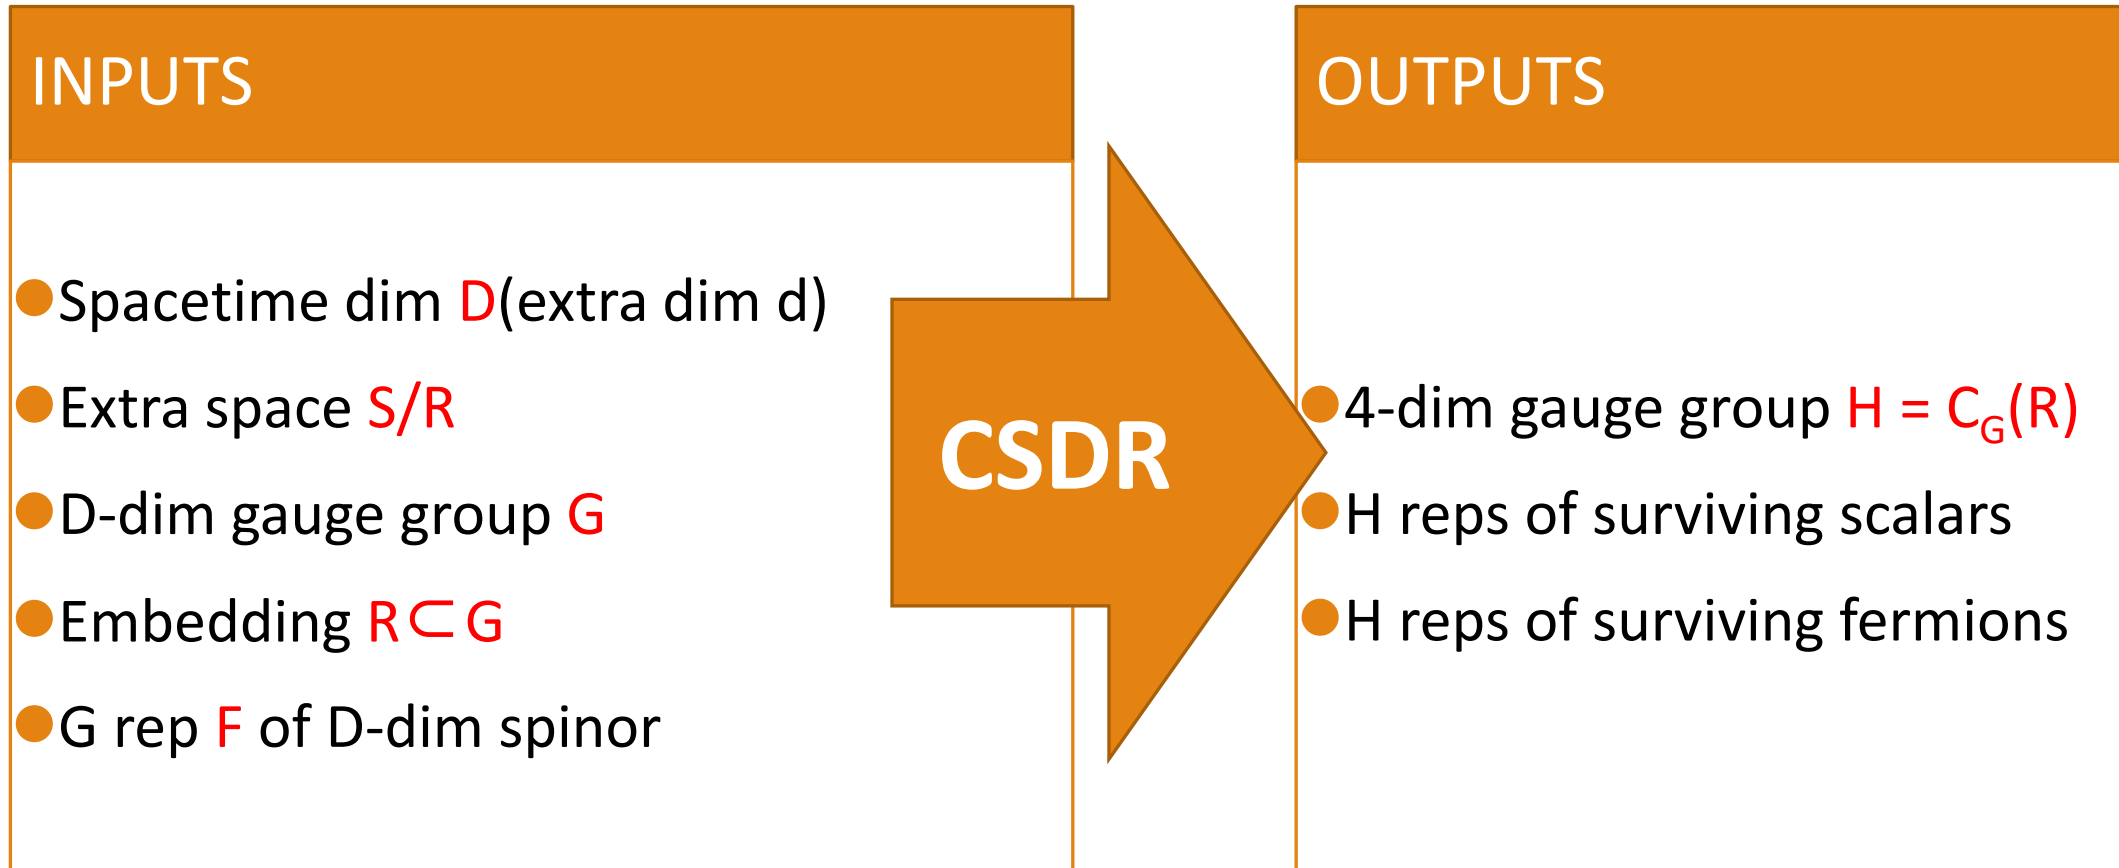 INPUTS
Spacetime dim D(extra dim d)
Extra space S/R
D-dim gauge group G
Embedding R⊂G
G rep F of D-dim spinor
CSDR
OUTPUTS
4-dim gauge group H = C_G(R)
H reps of surviving scalars
H reps of surviving fermions